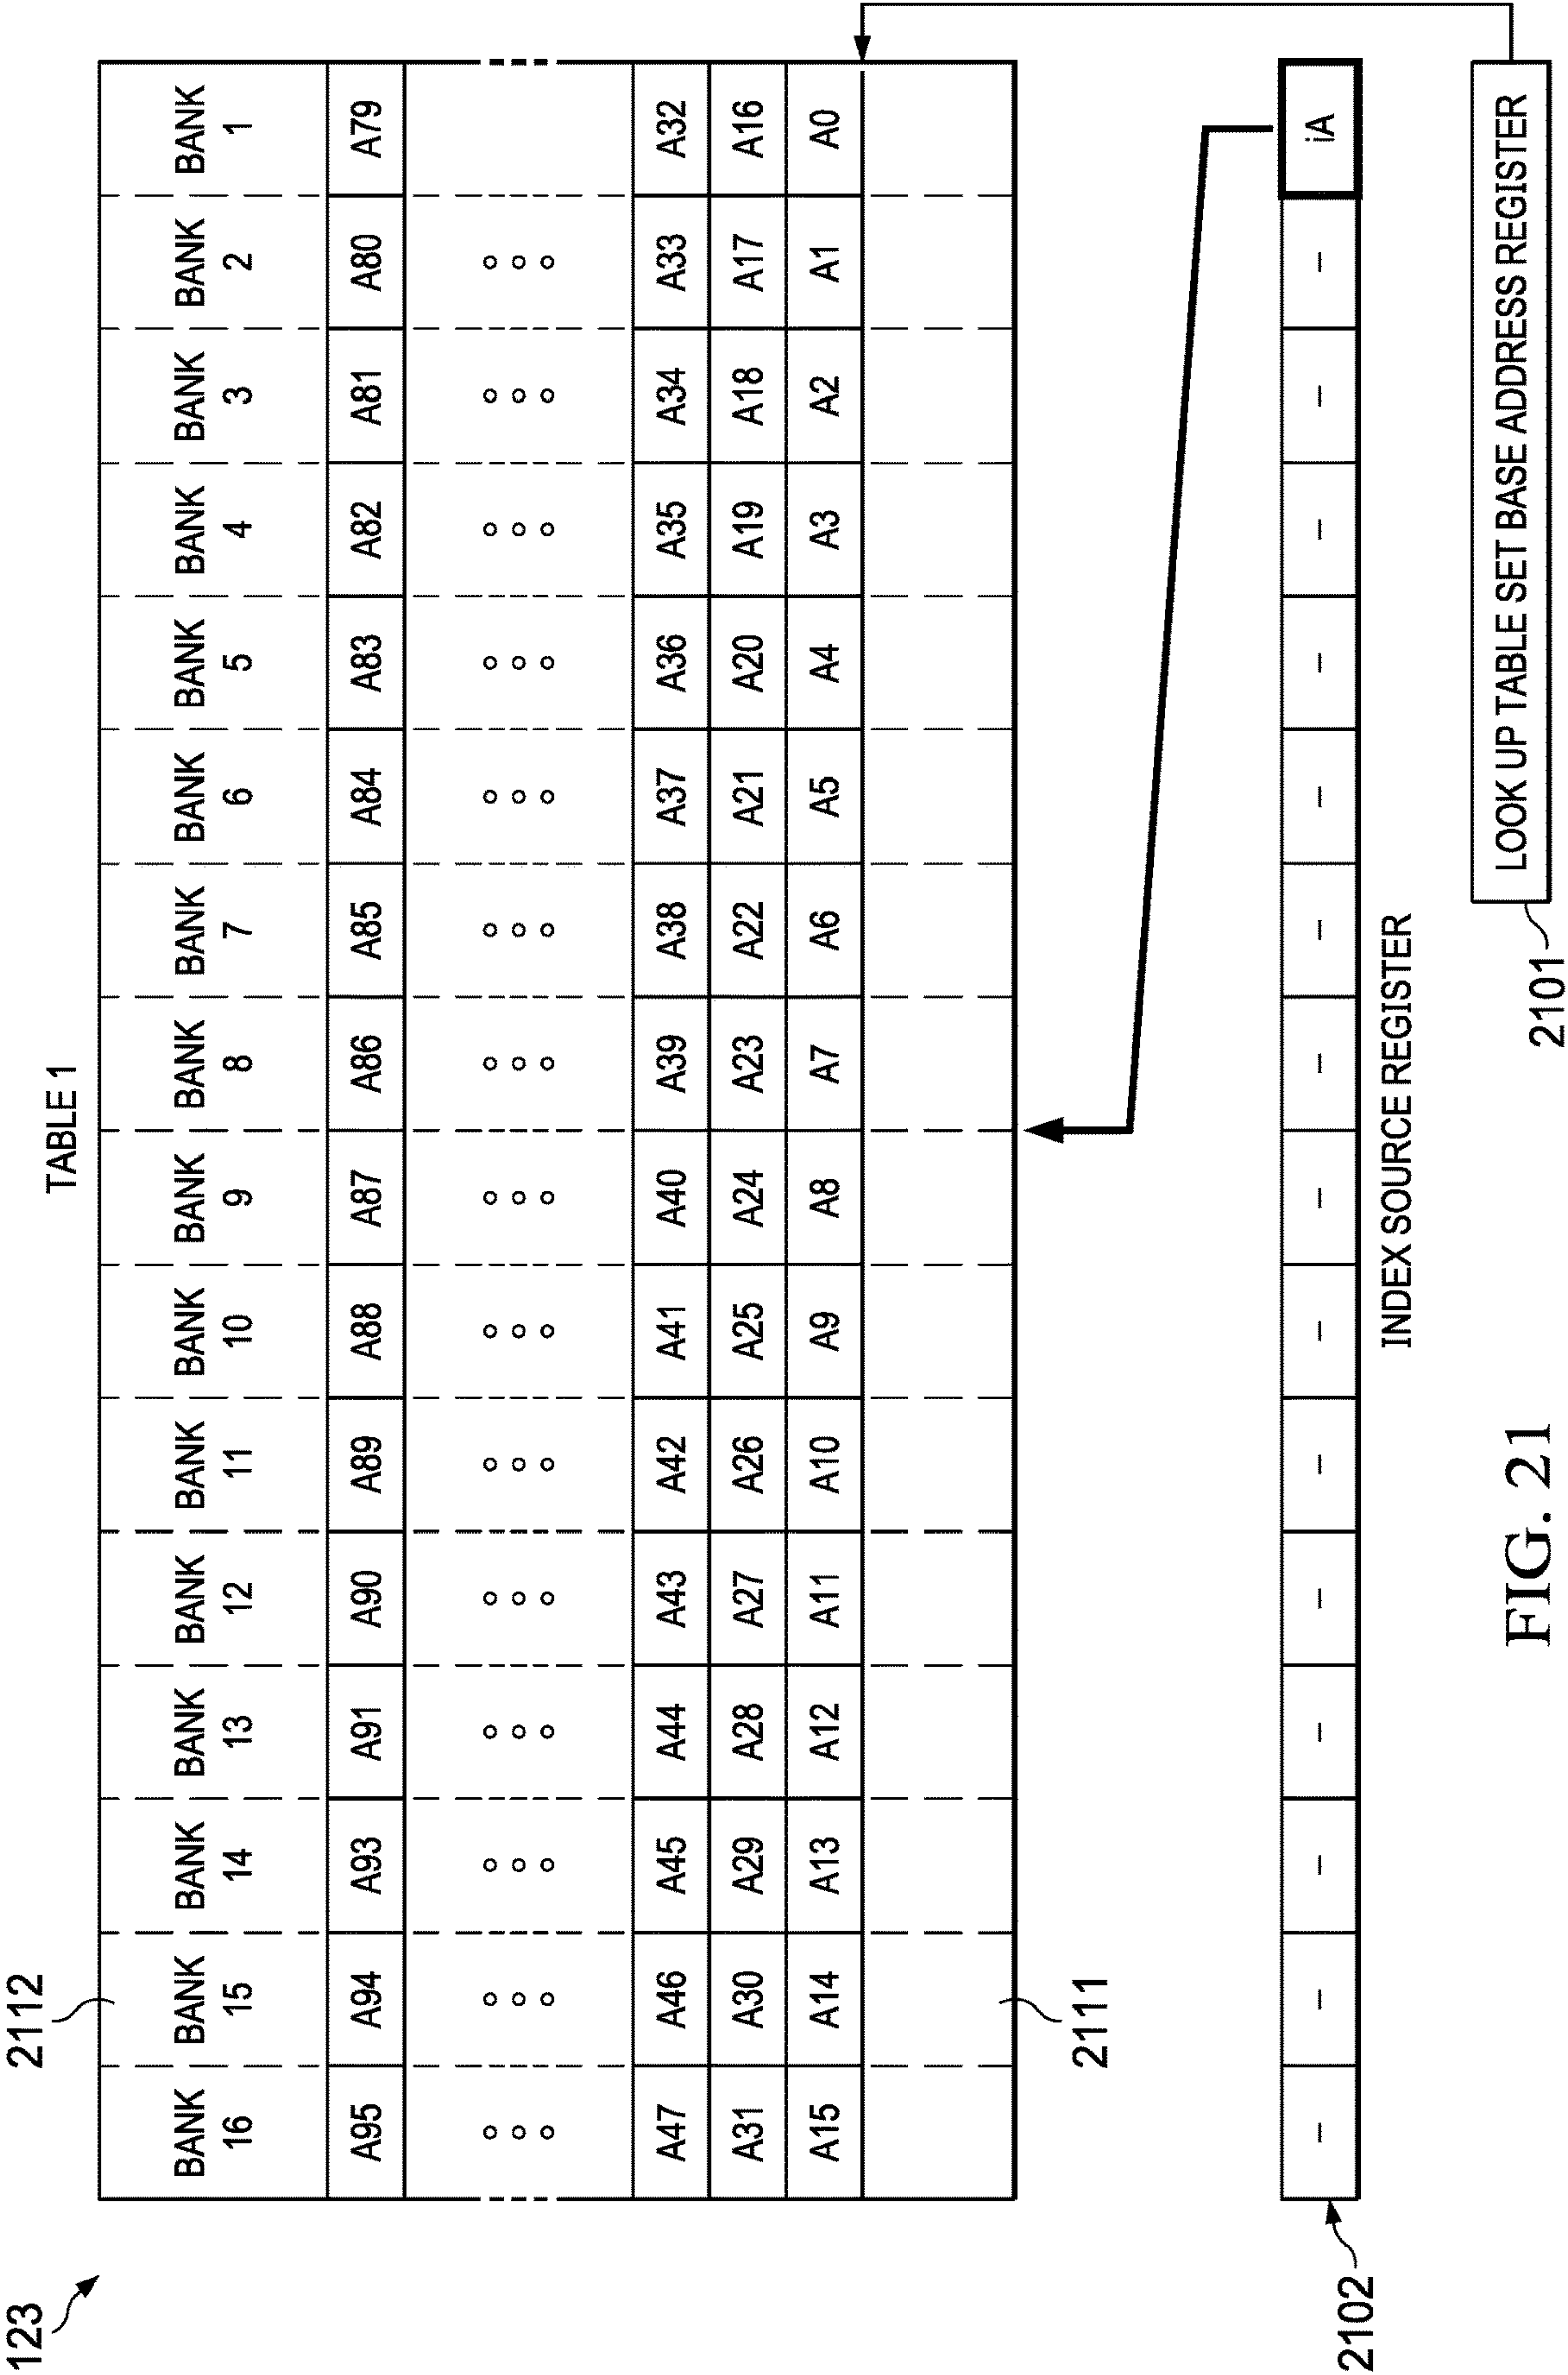 123 2112
TABLE 1
BANK BANK BANK BANK BANK BANK BANK BANK BANK BANK BANK BANK BANK BANK BANK BANK
16 15 14 13 12 11 10 9 8 7 6 5 4 3 2 1
A95 A94 A93 A91 A90 A89 A88 A87 A86 A85 A84 A83 A82 A81 A80 A79
A47 A46 A45 A44 A43 A42 A41 A40 A39 A38 A37 A36 A35 A34 A33 A32
A31 A30 A29 A28 A27 A26 A25 A24 A23 A22 A21 A20 A19 A18 A17 A16
A15 A14 A13 A12 A11 A10 A9 A8 A7 A6 A5 A4 A3 A2 A1 A0
2111
– – – – – – – – – – – – – – – iA
2102
INDEX SOURCE REGISTER
LOOK UP TABLE SET BASE ADDRESS REGISTER
2101
FIG. 21